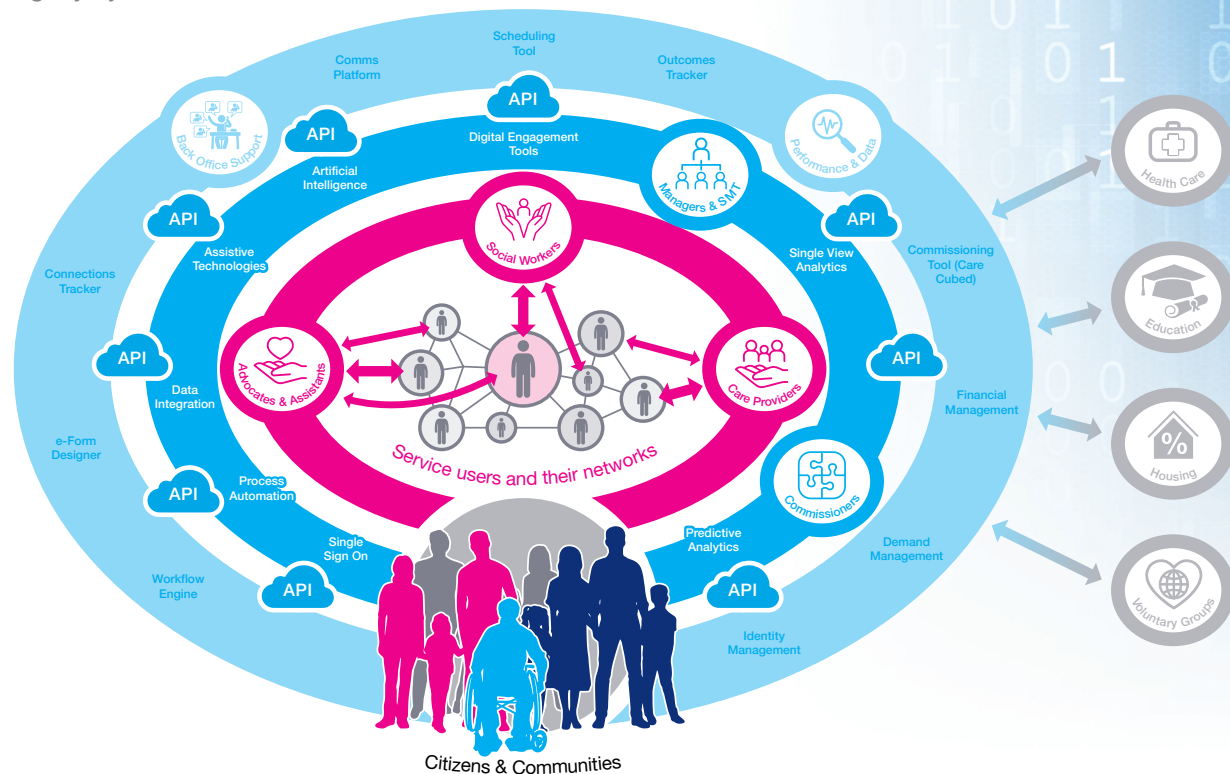 Scheduling
Tool
Comms
Platform
Outcomes
Tracker
API
API
Back Office Support
Performance & Data
Digital Engagement
Tools
Artificial
Intelligence
Managers & SMT
Health Care
API
API
Social Workers
Assistive
Technologies
Single View
Analytics
Commissioning
Tool (Care
Cubed)
Connections
Tracker
Education
API
API
Advocates & Assistants
Care Providers
Data
Integration
Financial
Management
e-Form
Designer
Service users and their networks
Housing
%
Process
Automation
API
Commissioners
Single
Sign On
Predictive
Analytics
Demand
Management
Workflow
Engine
API
API
Voluntary Groups
Identity
Management
Citizens & Communities